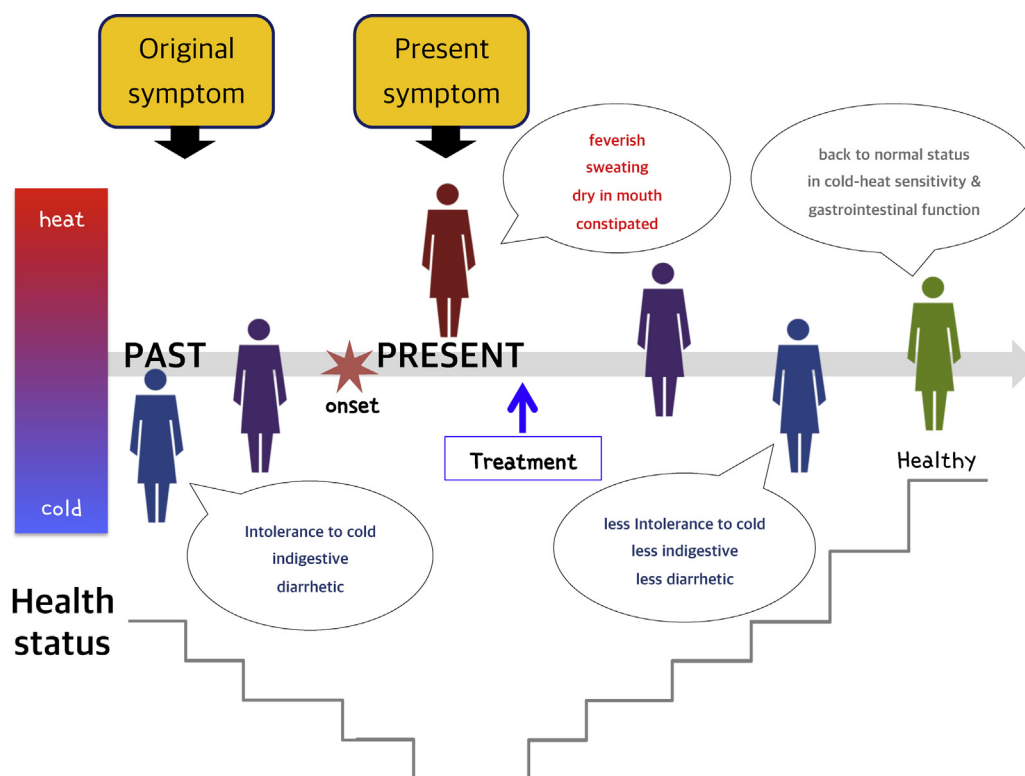 Original
symptom
Present
symptom
feverish
sweating
dry in mouth
constipated
back to normal status
in cold-heat sensitivity &
gastrointestinal function
heat
PAST
PRESENT
onset
Treatment
Healthy
cold
Intolerance to cold
indigestive
diarrhetic
less Intolerance to cold
less indigestive
less diarrhetic
Health
status